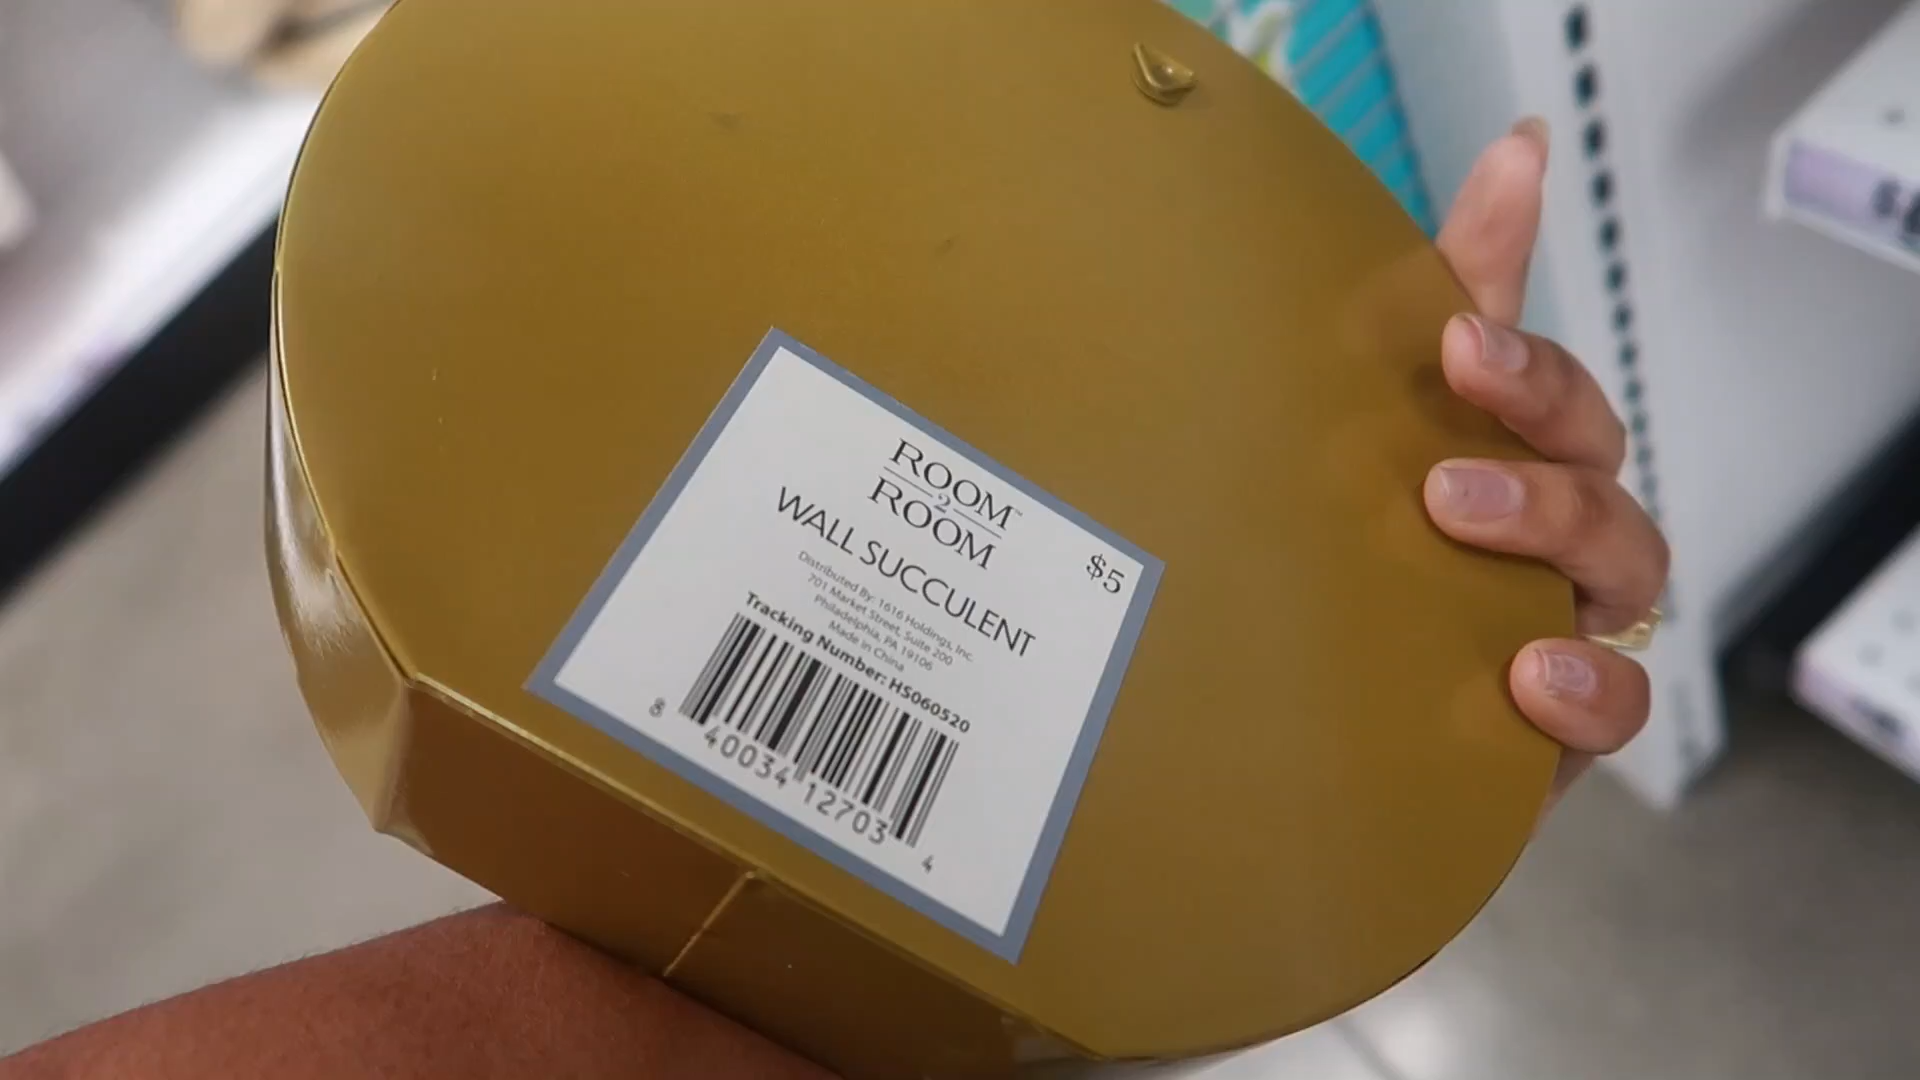 ROOM™
2
ROOM
$5
WALL SUCCULENT
Distributed By: 1616 Holdings, Inc.
701 Market Street, Suite 200
Philadelphia, PA 19106
Made in China
Tracking Number: HS060520
8 40034 12703 4